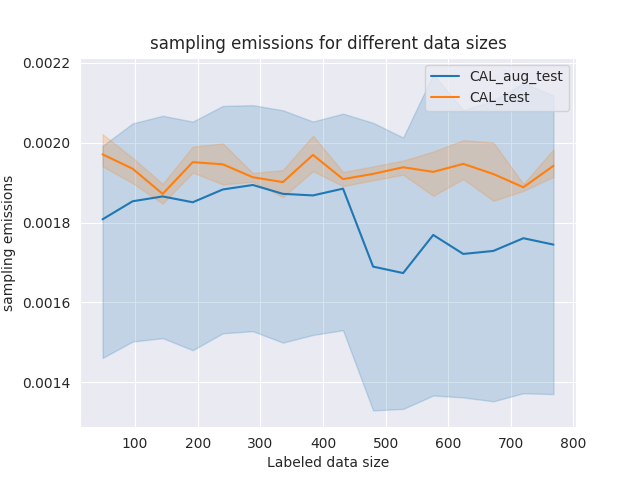 sampling emissions for different data sizes
CAL_aug_test
CAL_test
0.0022
0.0020
0.0018
0.0016
0.0014
sampling emissions
100 200 300 400 500 600 700 800
Labeled data size